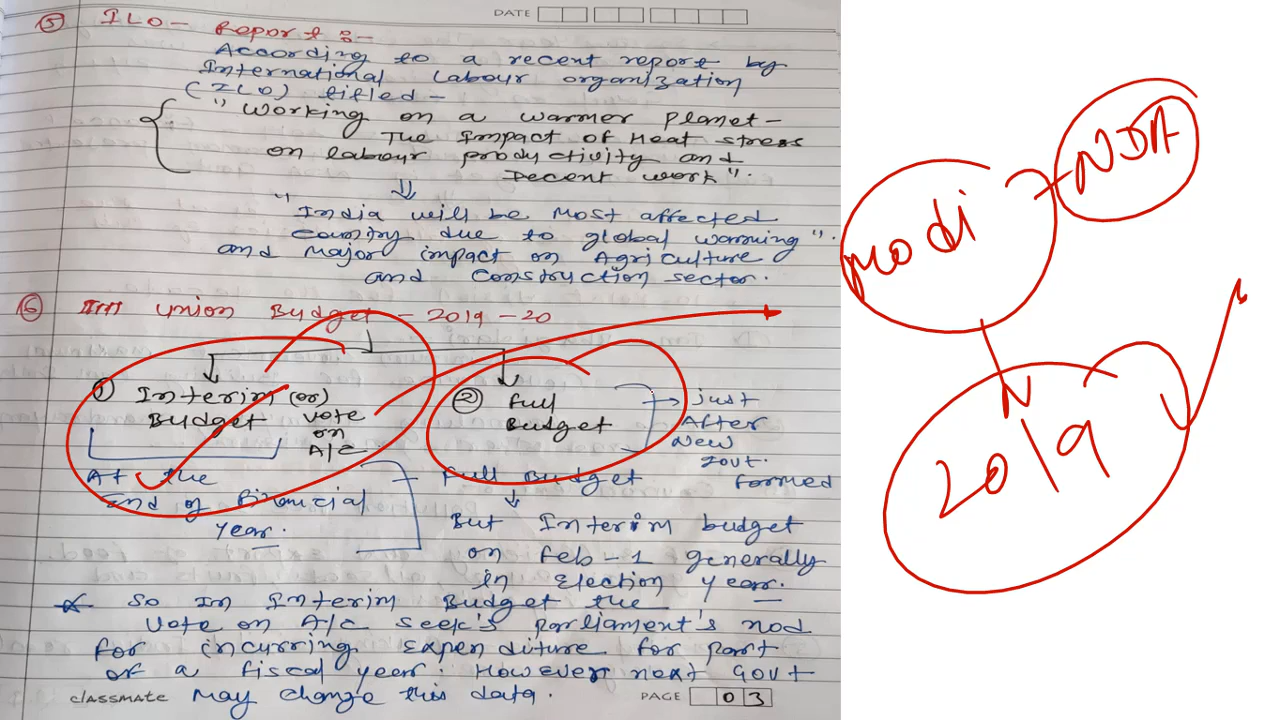 DATE
⑤ ILO - Report :-
According to a recent report by
International Labour organization
(ILO) titled -
"Working on a warmer Planet -
The Impact of Heat stress
on labour productivity and
Decent work".
"India will be most affected
country due to global warming".
and major impact on Agriculture
and Construction sector.
⑥ Union Budget - 2019 - 20
① Interim (or)
Budget vote
on
A/C
At the
End of financial
year.
② full
Budget
just
After
New
Govt.
formed
full Budget
But Interim budget
on Feb - 1 generally
in Election year.
So in Interim Budget the
vote on A/C seek's parliament's nod
for incurring expenditure for part
of a fiscal year. However next Govt
may change this data.
classmate
PAGE 03
modi
NDA
2019